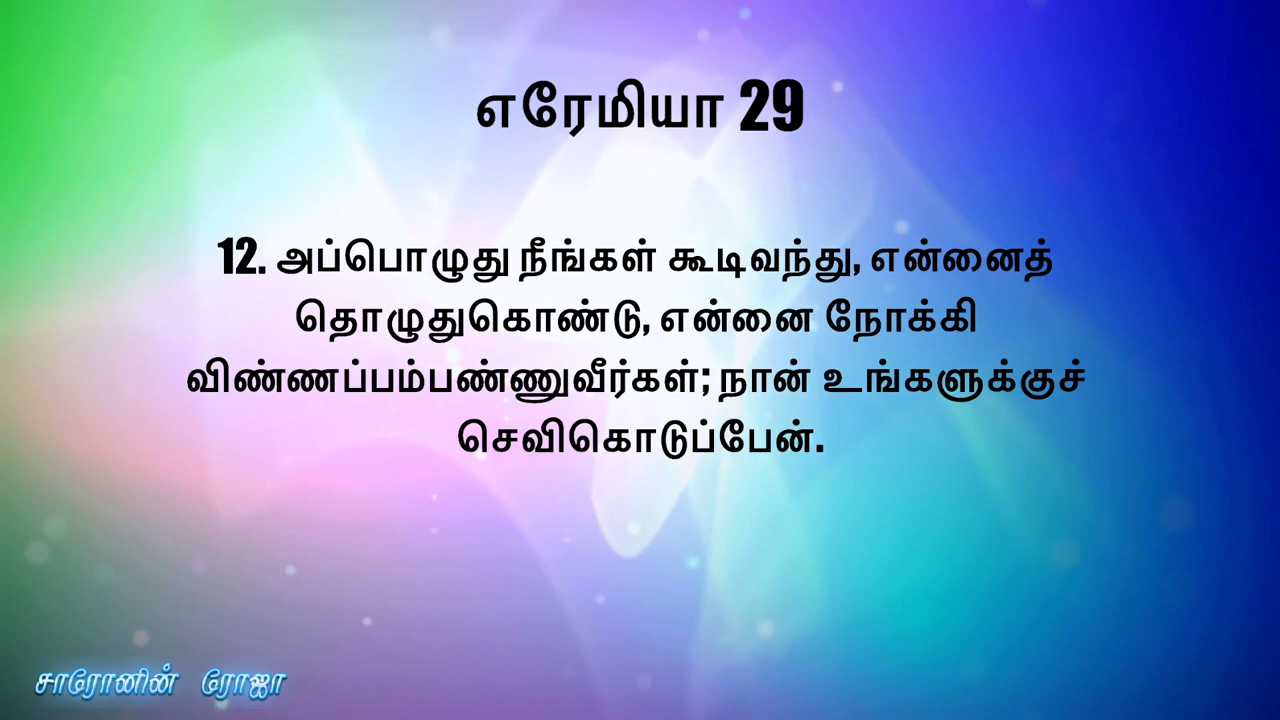 எரேமியா 29
12. அப்பொழுது நீங்கள் கூடிவந்து, என்னைத்
தொழுதுகொண்டு, என்னை நோக்கி
விண்ணப்பம்பண்ணுவீர்கள்; நான் உங்களுக்குச்
செவிகொடுப்பேன்.
சாரோனின் ரோஜா